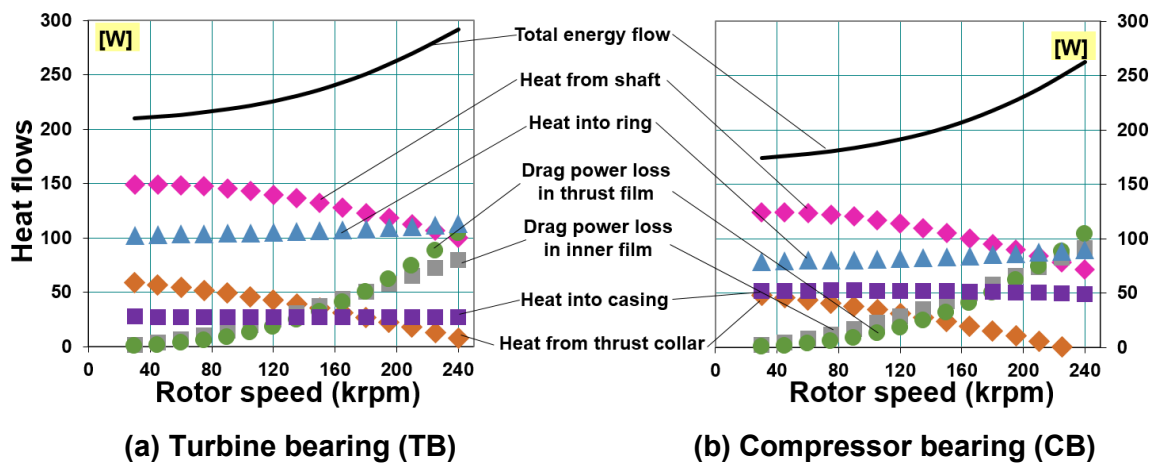 [W]
[W]
Heat flows
300
250
200
150
100
50
0
0
40
80
120
160
200
240
Rotor speed (krpm)
(a) Turbine bearing (TB)
Total energy flow
Heat from shaft
Heat into ring
Drag power loss
in thrust film
Drag power loss
in inner film
Heat into casing
Heat from thrust collar
300
250
200
150
100
50
0
0
40
80
120
160
200
240
Rotor speed (krpm)
(b) Compressor bearing (CB)